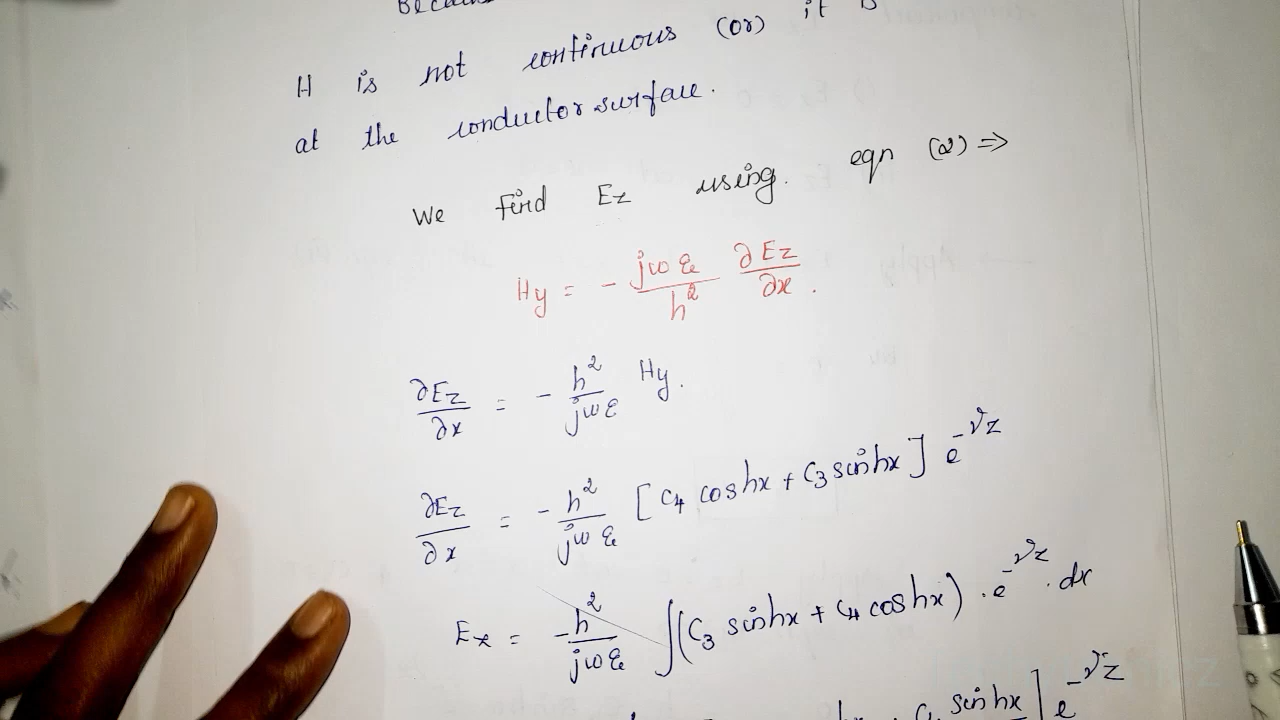 H is not continuous (or) it
at the conductor surface.
We find Ez using. eqn (2) ⇒
Hy = - jωε/h² ∂Ez/∂x .
∂Ez/∂x = - h²/jωε Hy.
∂Ez/∂x = - h²/jωε [C4 cos hx + C3 sin hx] e^-γz
Ez = -h²/jωε ∫(C3 sin hx + C4 cos hx) . e^-γz . dx
sin hx ] e^-γz